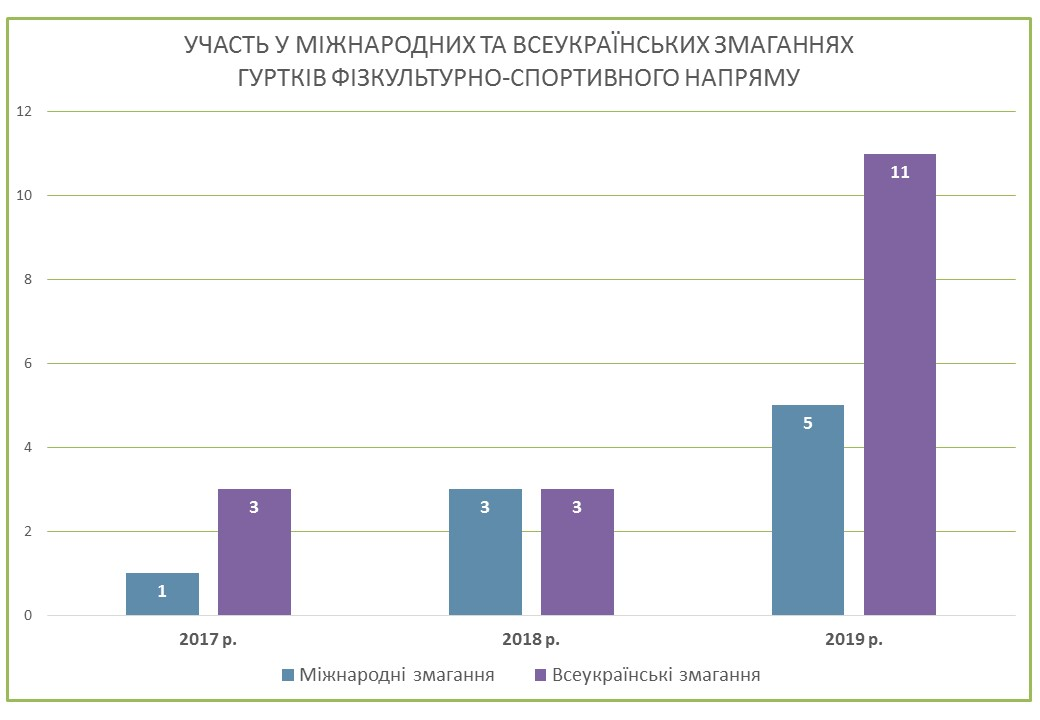 УЧАСТЬ У МІЖНАРОДНИХ ТА ВСЕУКРАЇНСЬКИХ ЗМАГАННЯХ
ГУРТКІВ ФІЗКУЛЬТУРНО-СПОРТИВНОГО НАПРЯМУ
12
10
8
6
4
2
0
1
3
3
3
5
11
2017 р.
2018 р.
2019 р.
Міжнародні змагання
Всеукраїнські змагання